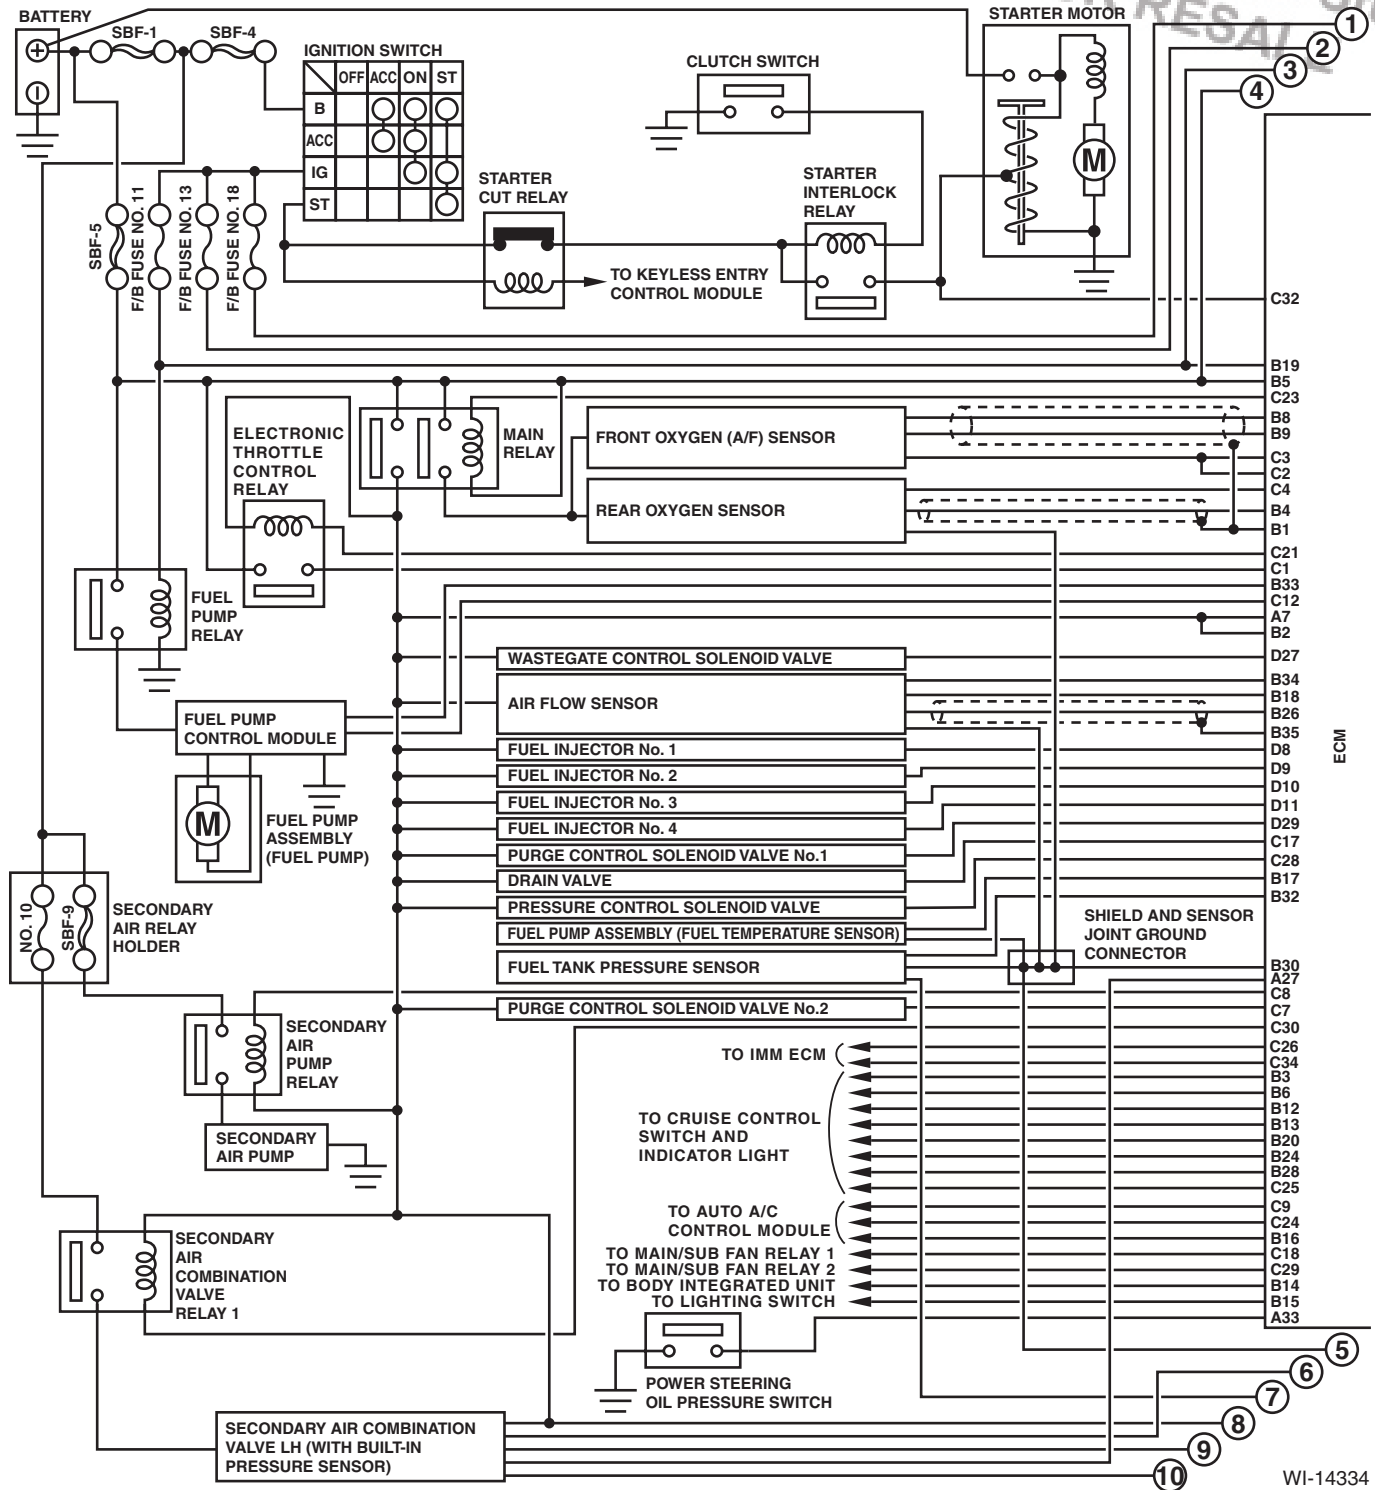 BATTERY
SBF-1
SBF-4
IGNITION SWITCH
OFF ACC ON ST
B
ACC
IG
ST
CLUTCH SWITCH
STARTER MOTOR
M
RESALE
1
2
3
4
SBF-5
F/B FUSE NO. 11
F/B FUSE NO. 13
F/B FUSE NO. 18
STARTER
CUT RELAY
TO KEYLESS ENTRY
CONTROL MODULE
STARTER
INTERLOCK
RELAY
ELECTRONIC
THROTTLE
CONTROL
RELAY
MAIN
RELAY
FRONT OXYGEN (A/F) SENSOR
REAR OXYGEN SENSOR
FUEL
PUMP
RELAY
WASTEGATE CONTROL SOLENOID VALVE
AIR FLOW SENSOR
FUEL PUMP
CONTROL MODULE
M
FUEL PUMP
ASSEMBLY
(FUEL PUMP)
FUEL INJECTOR No. 1
FUEL INJECTOR No. 2
FUEL INJECTOR No. 3
FUEL INJECTOR No. 4
PURGE CONTROL SOLENOID VALVE No.1
DRAIN VALVE
PRESSURE CONTROL SOLENOID VALVE
FUEL PUMP ASSEMBLY (FUEL TEMPERATURE SENSOR)
FUEL TANK PRESSURE SENSOR
PURGE CONTROL SOLENOID VALVE No.2
SHIELD AND SENSOR
JOINT GROUND
CONNECTOR
NO. 10
SBF-9
SECONDARY
AIR RELAY
HOLDER
SECONDARY
AIR
PUMP
RELAY
SECONDARY
AIR PUMP
SECONDARY
AIR
COMBINATION
VALVE
RELAY 1
TO IMM ECM
TO CRUISE CONTROL
SWITCH AND
INDICATOR LIGHT
TO AUTO A/C
CONTROL MODULE
TO MAIN/SUB FAN RELAY 1
TO MAIN/SUB FAN RELAY 2
TO BODY INTEGRATED UNIT
TO LIGHTING SWITCH
POWER STEERING
OIL PRESSURE SWITCH
SECONDARY AIR COMBINATION
VALVE LH (WITH BUILT-IN
PRESSURE SENSOR)
C32
B19
B5
C23
B8
B9
C3
C2
C4
B4
B1
C21
C1
B33
C12
A7
B2
D27
B34
B18
B26
B35
D8
D9
D10
D11
D29
C17
C28
B17
B32
B30
A27
C8
C7
C30
C26
C34
B3
B6
B12
B13
B20
B24
B28
C25
C9
C24
B16
C18
C29
B14
B15
A33
ECM
5
6
7
8
9
10
WI-14334